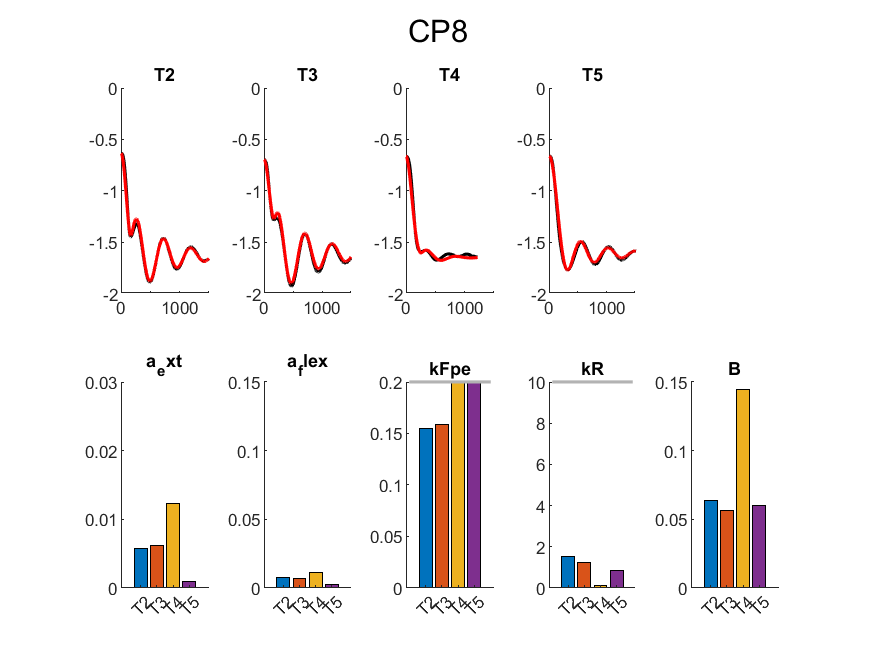 CP8
T2 T3 T4 T5
0 0 0 0
-0.5 -0.5 -0.5 -0.5
-1 -1 -1 -1
-1.5 -1.5 -1.5 -1.5
-2 -2 -2 -2
0 1000 0 1000 0 1000 0 1000
a_ext a_flex kFpe kR B
0.03 0.15 0.2 10 0.15
0.15 8
0.02 0.1 0.1
0.1 6
0.01 0.05 4 0.05
0.05 2
0 0 0 0 0
T2 T3 T4 T5 T2 T3 T4 T5 T2 T3 T4 T5 T2 T3 T4 T5 T2 T3 T4 T5